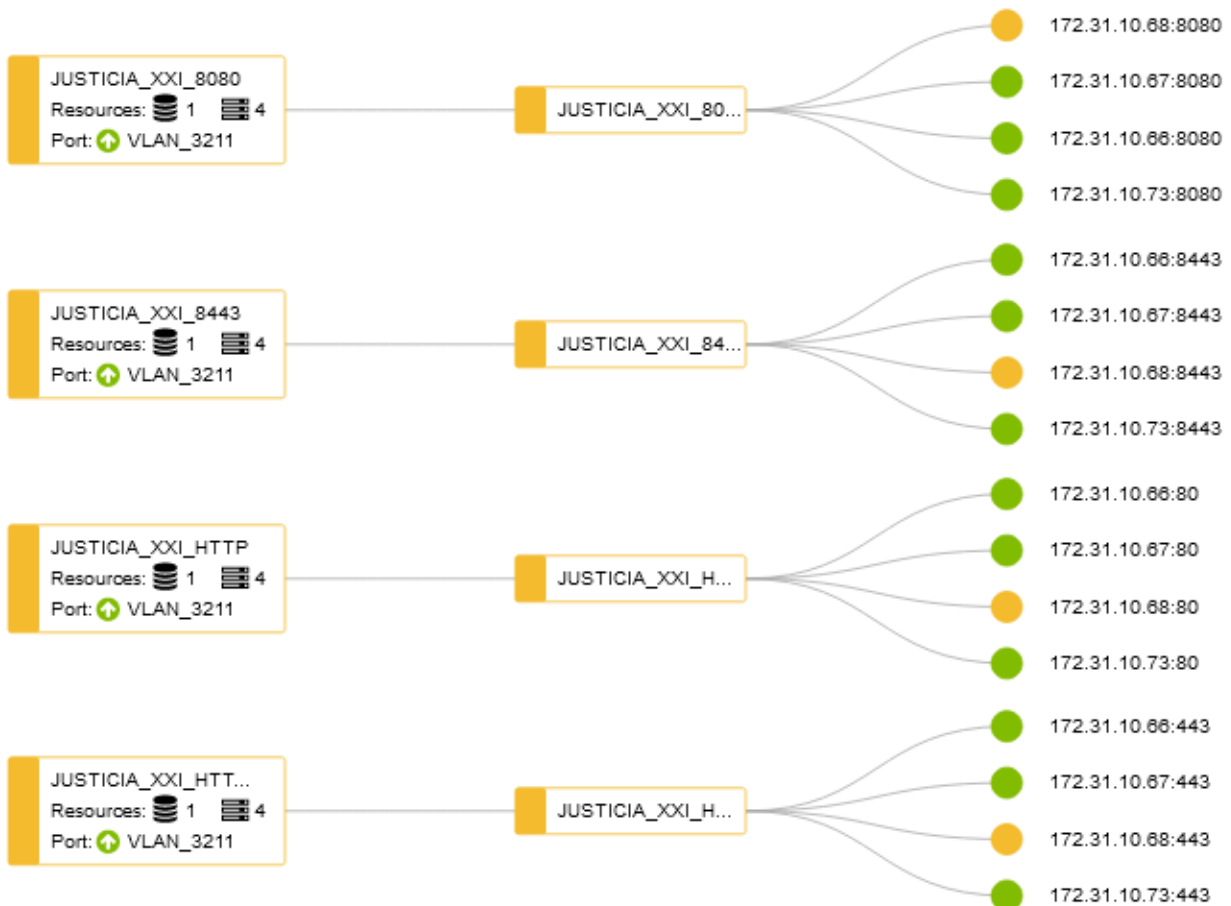 172.31.10.68:8080
JUSTICIA_XXI_8080
172.31.10.67:8080
Resources: 1 4
JUSTICIA_XXI_80...
Port: VLAN_3211
172.31.10.66:8080
172.31.10.73:8080
172.31.10.66:8443
JUSTICIA_XXI_8443
172.31.10.67:8443
Resources: 1 4
JUSTICIA_XXI_84...
Port: VLAN_3211
172.31.10.68:8443
172.31.10.73:8443
172.31.10.66:80
JUSTICIA_XXI_HTTP
172.31.10.67:80
Resources: 1 4
JUSTICIA_XXI_H...
Port: VLAN_3211
172.31.10.68:80
172.31.10.73:80
172.31.10.66:443
JUSTICIA_XXI_HTT...
172.31.10.67:443
Resources: 1 4
JUSTICIA_XXI_H...
Port: VLAN_3211
172.31.10.68:443
172.31.10.73:443